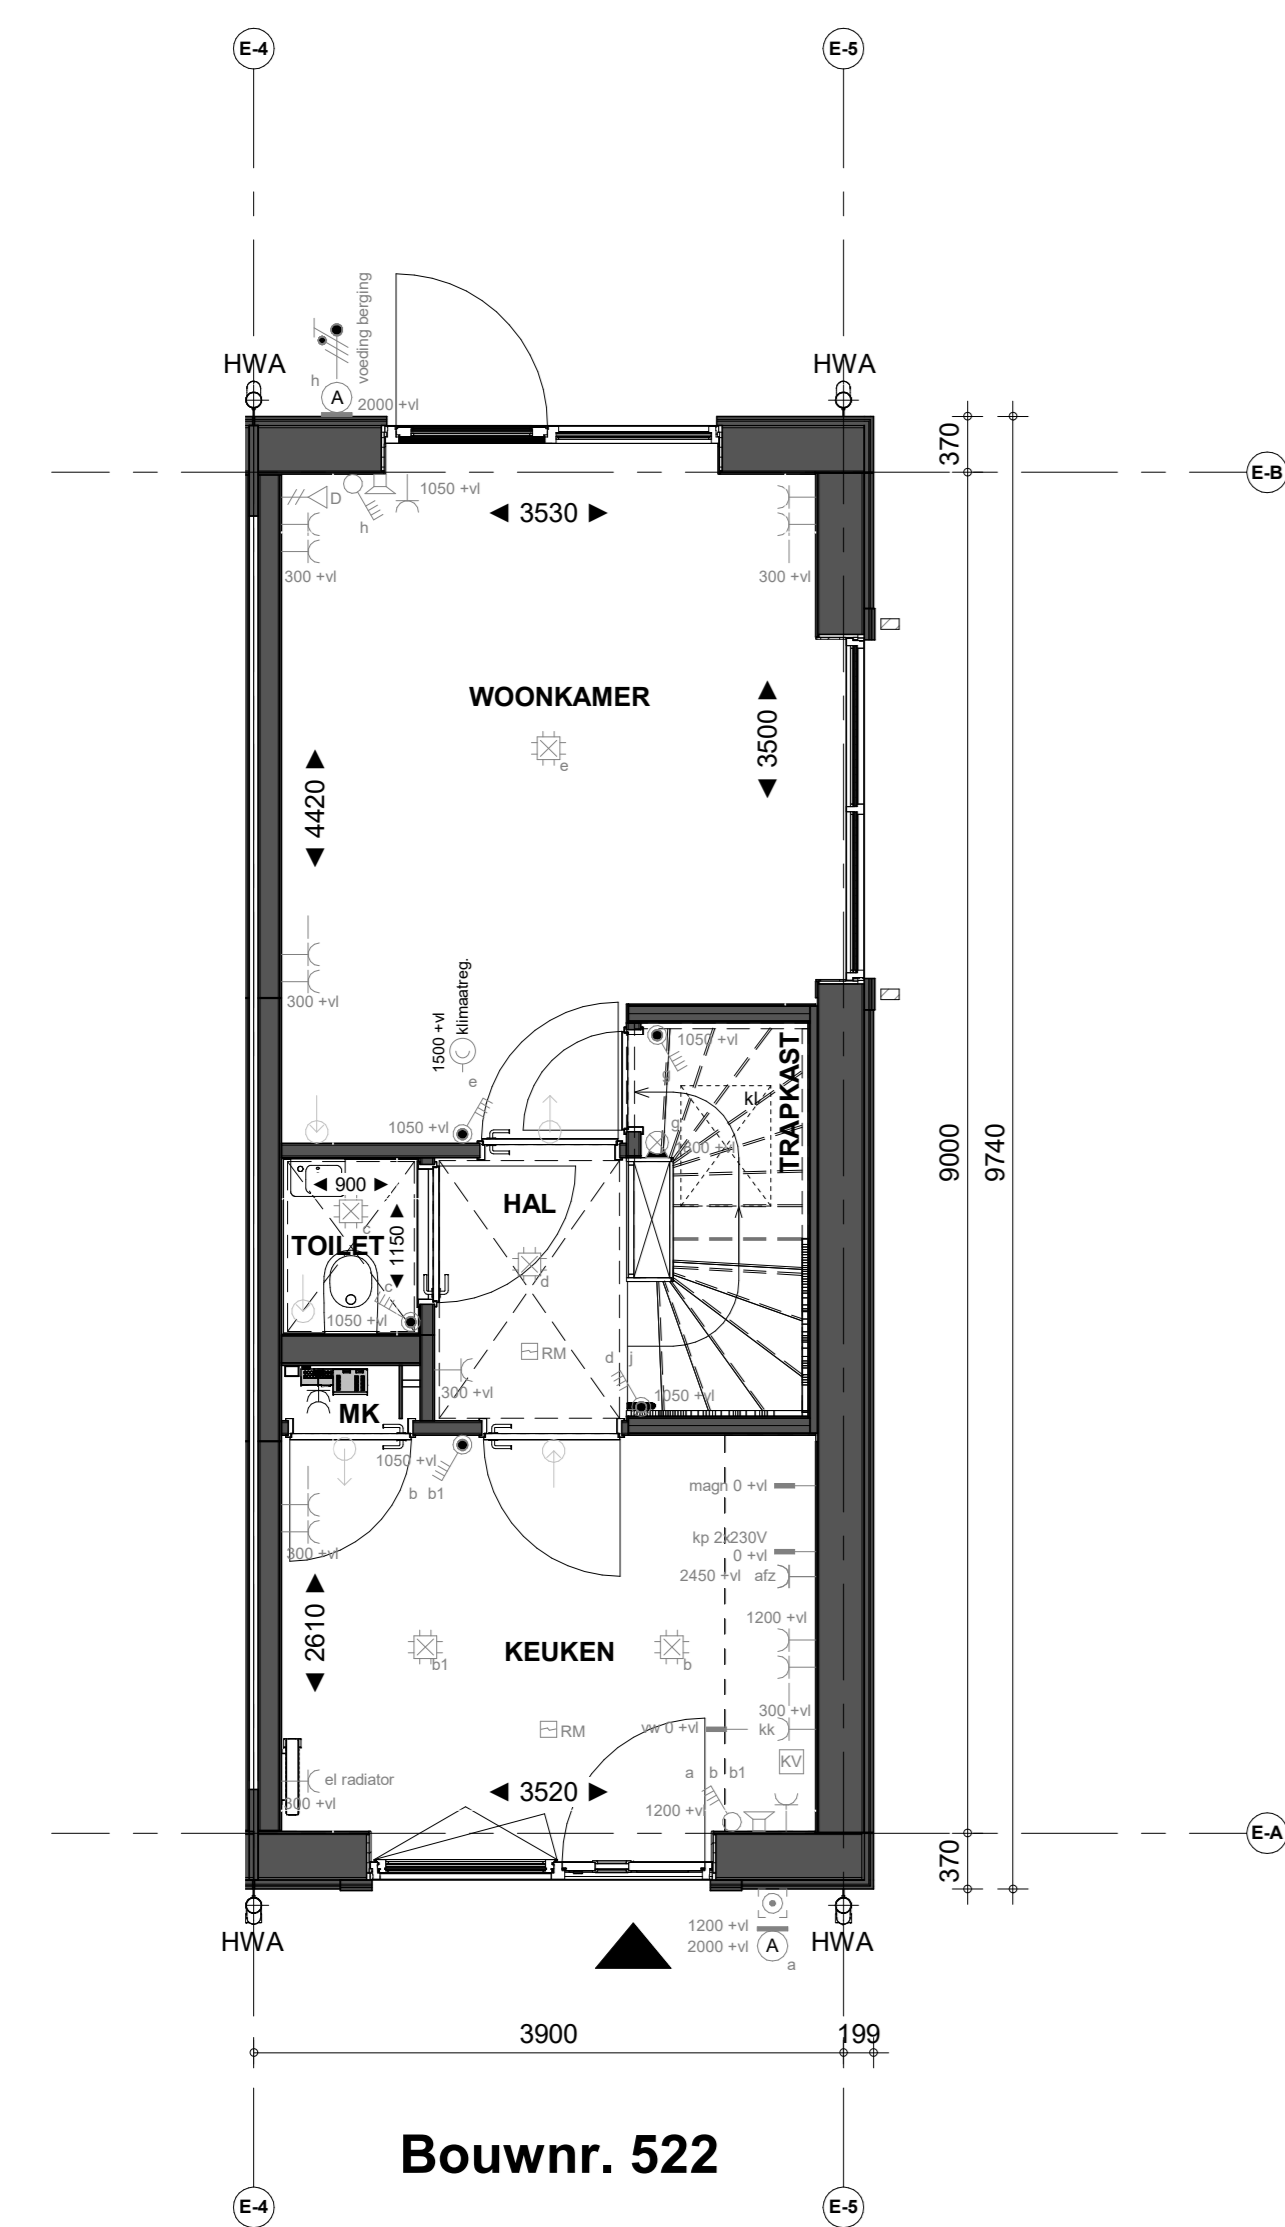 E-4
E-5
voeding berging
HWA
HWA
h
A
2000 +vl
370
E-B
D
h
1050 +vl
3530
300 +vl
300 +vl
WOONKAMER
e
3500
4420
300 +vl
1500 +vl
klimaatreg.
e
1050 +vl
1050 +vl
g
g
1800 +vl
kl
TRAPKAST
9000
9740
900
c
TOILET
1150
c
1050 +vl
HAL
d
RM
300 +vl
d
j
1050 +vl
MK
1050 +vl
b b1
300 +vl
magn 0 +vl
kp 2x230V
0 +vl
2450 +vl afz
1200 +vl
2610
b1
KEUKEN
b
300 +vl
RM
vw 0 +vl
kk
KV
el radiator
300 +vl
3520
a b b1
1200 +vl
E-A
370
HWA
1200 +vl
2000 +vl
A
a
HWA
3900
199
Bouwnr. 522
E-4
E-5